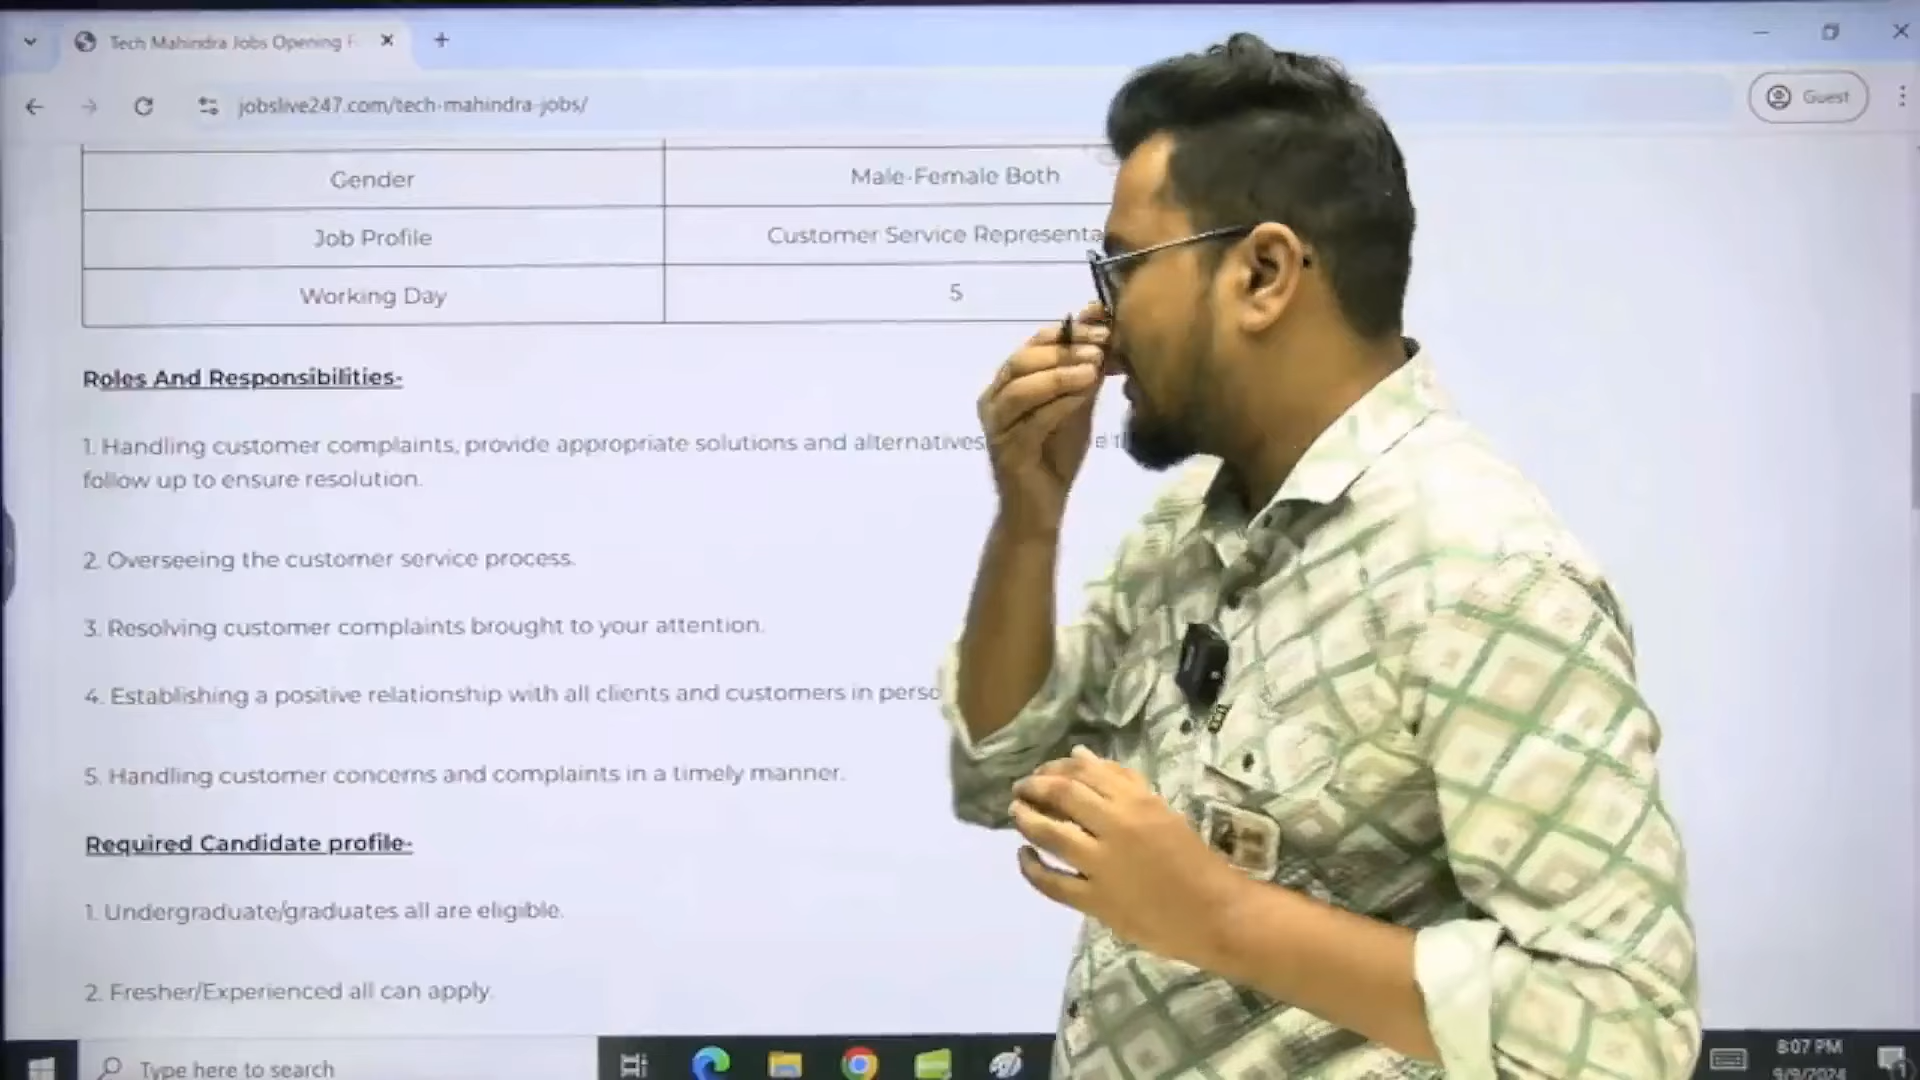 Tech Mahindra Jobs Opening F
jobslive247.com/tech-mahindra-jobs/
Guest
Gender
Male-Female Both
Job Profile
Customer Service Representa
Working Day
5
Roles And Responsibilities-
1. Handling customer complaints, provide appropriate solutions and alternatives
follow up to ensure resolution.
2. Overseeing the customer service process.
3. Resolving customer complaints brought to your attention.
4. Establishing a positive relationship with all clients and customers in perso
5. Handling customer concerns and complaints in a timely manner.
Required Candidate profile-
1. Undergraduate/graduates all are eligible.
2. Fresher/Experienced all can apply.
Type here to search
8:07 PM
9/9/2024